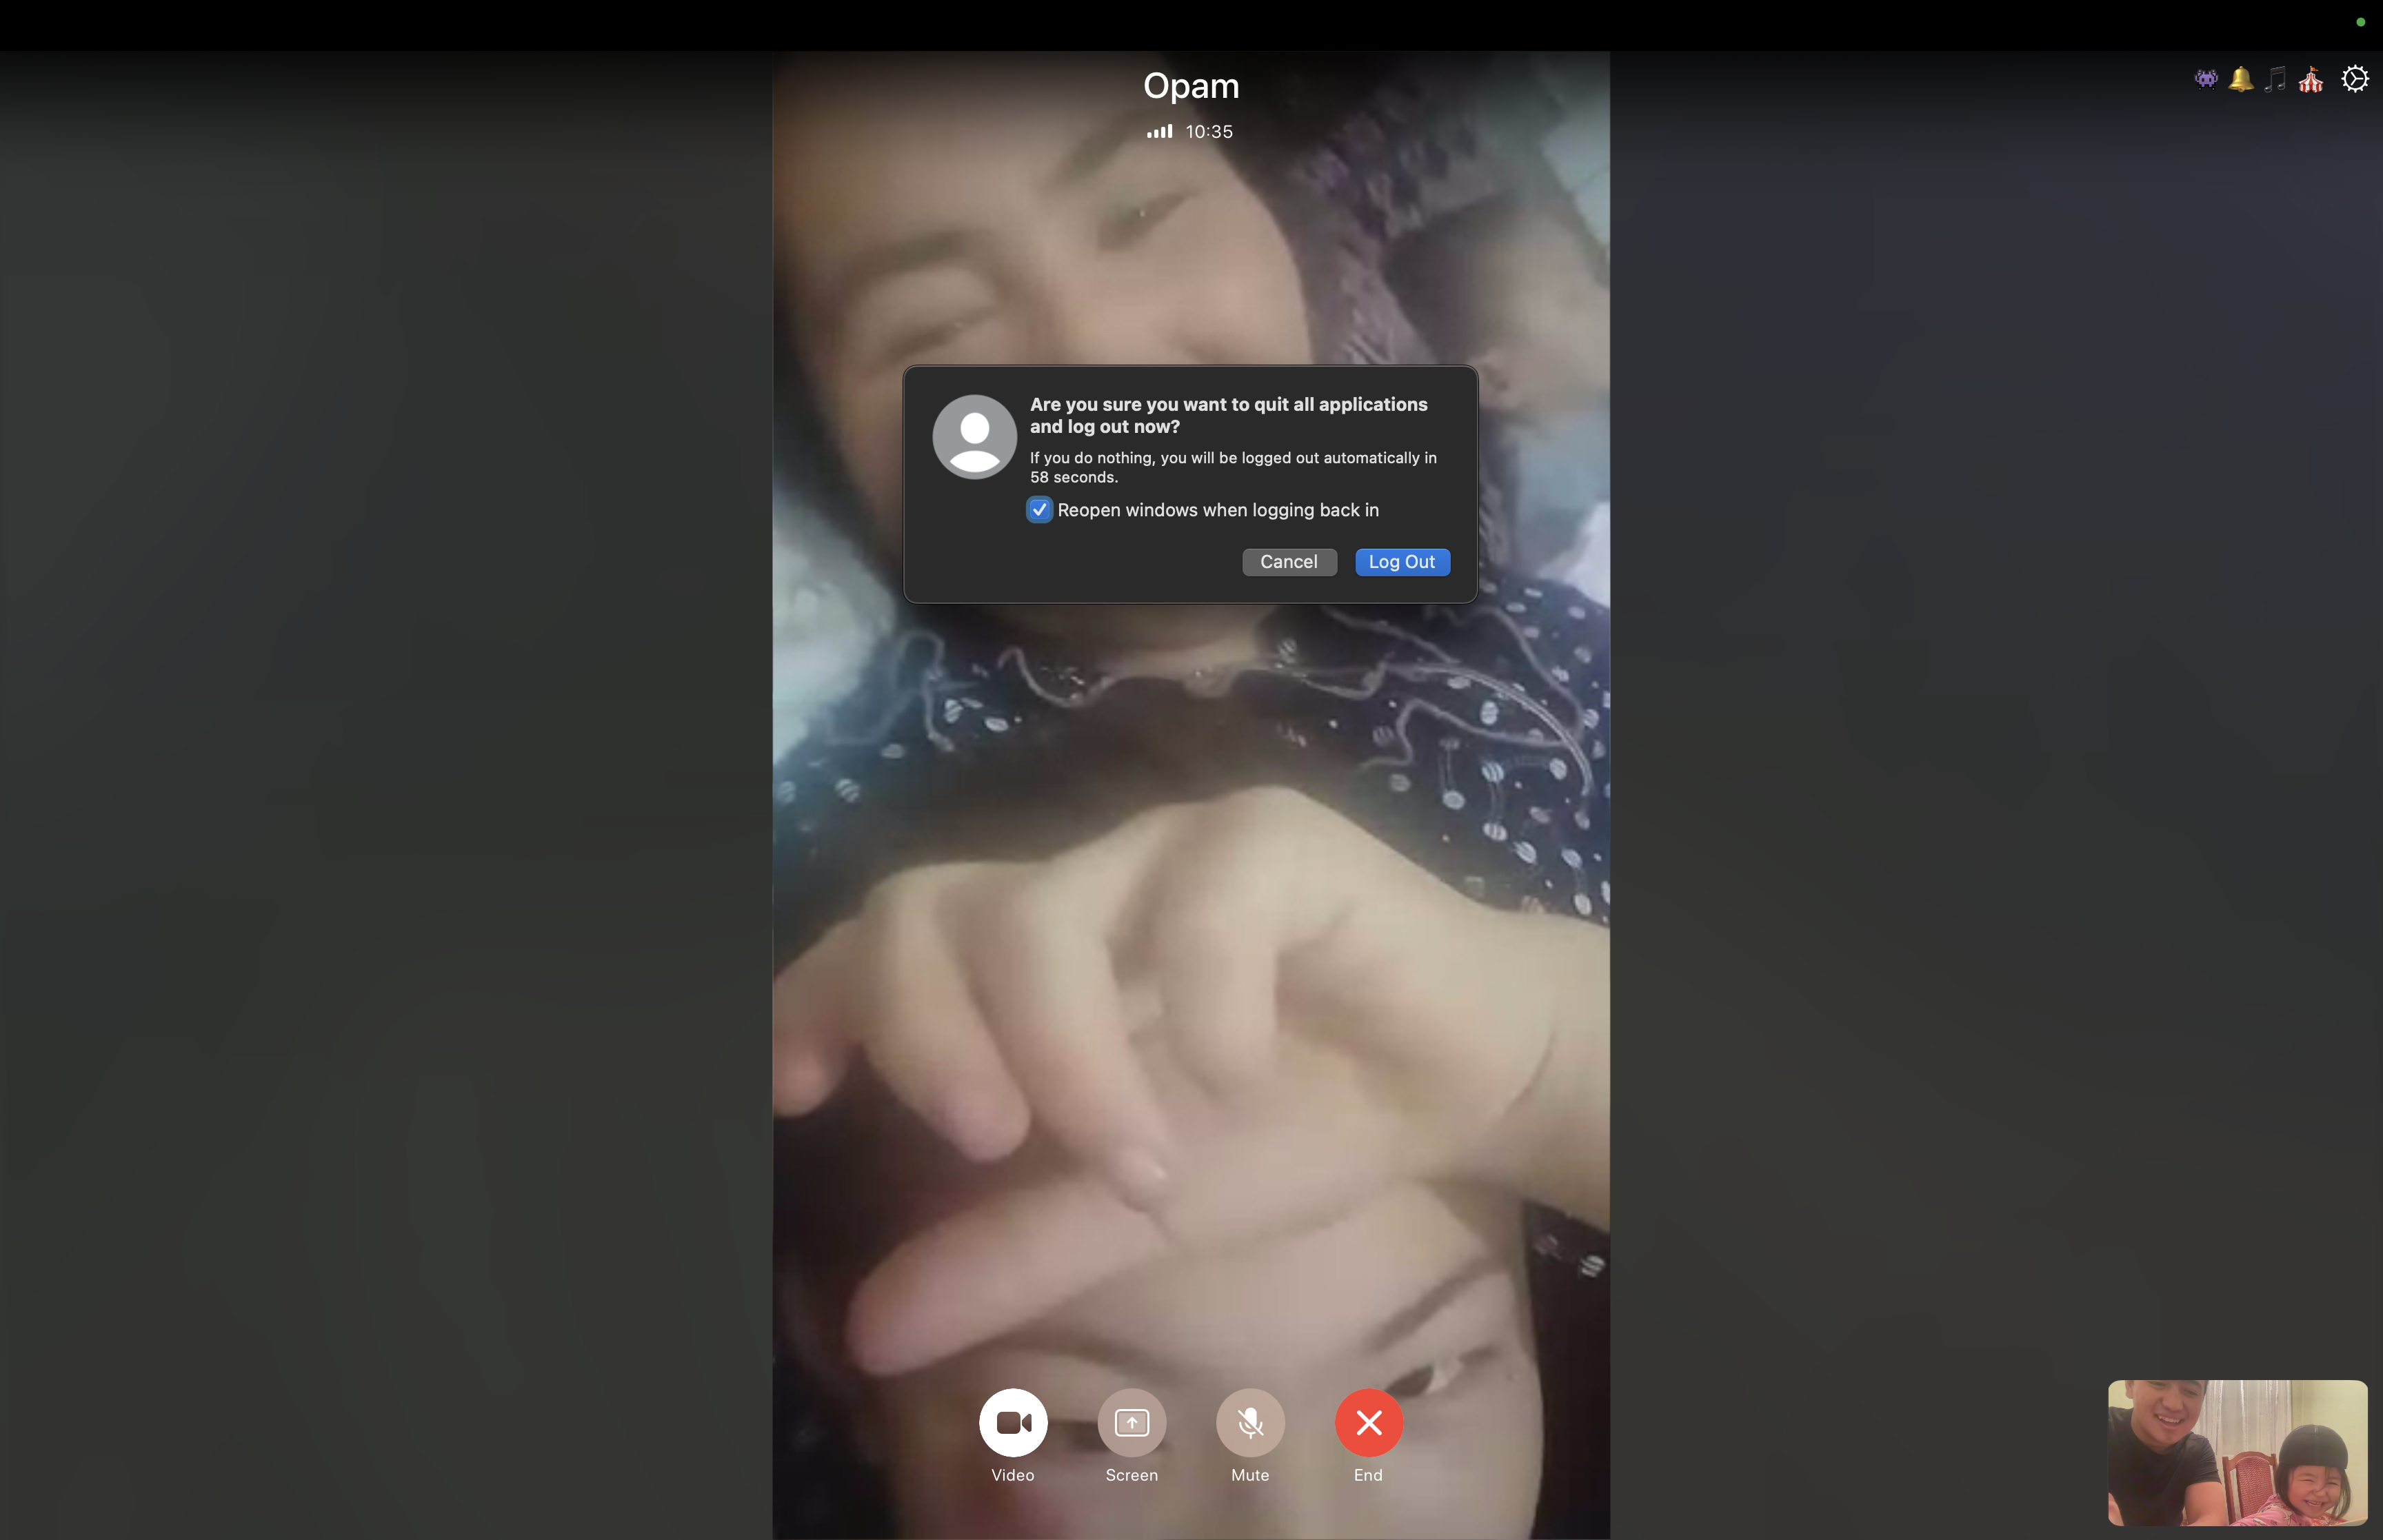 Opam
10:35
Are you sure you want to quit all applications
and log out now?
If you do nothing, you will be logged out automatically in
58 seconds.
Reopen windows when logging back in
Cancel Log Out
Video Screen Mute End